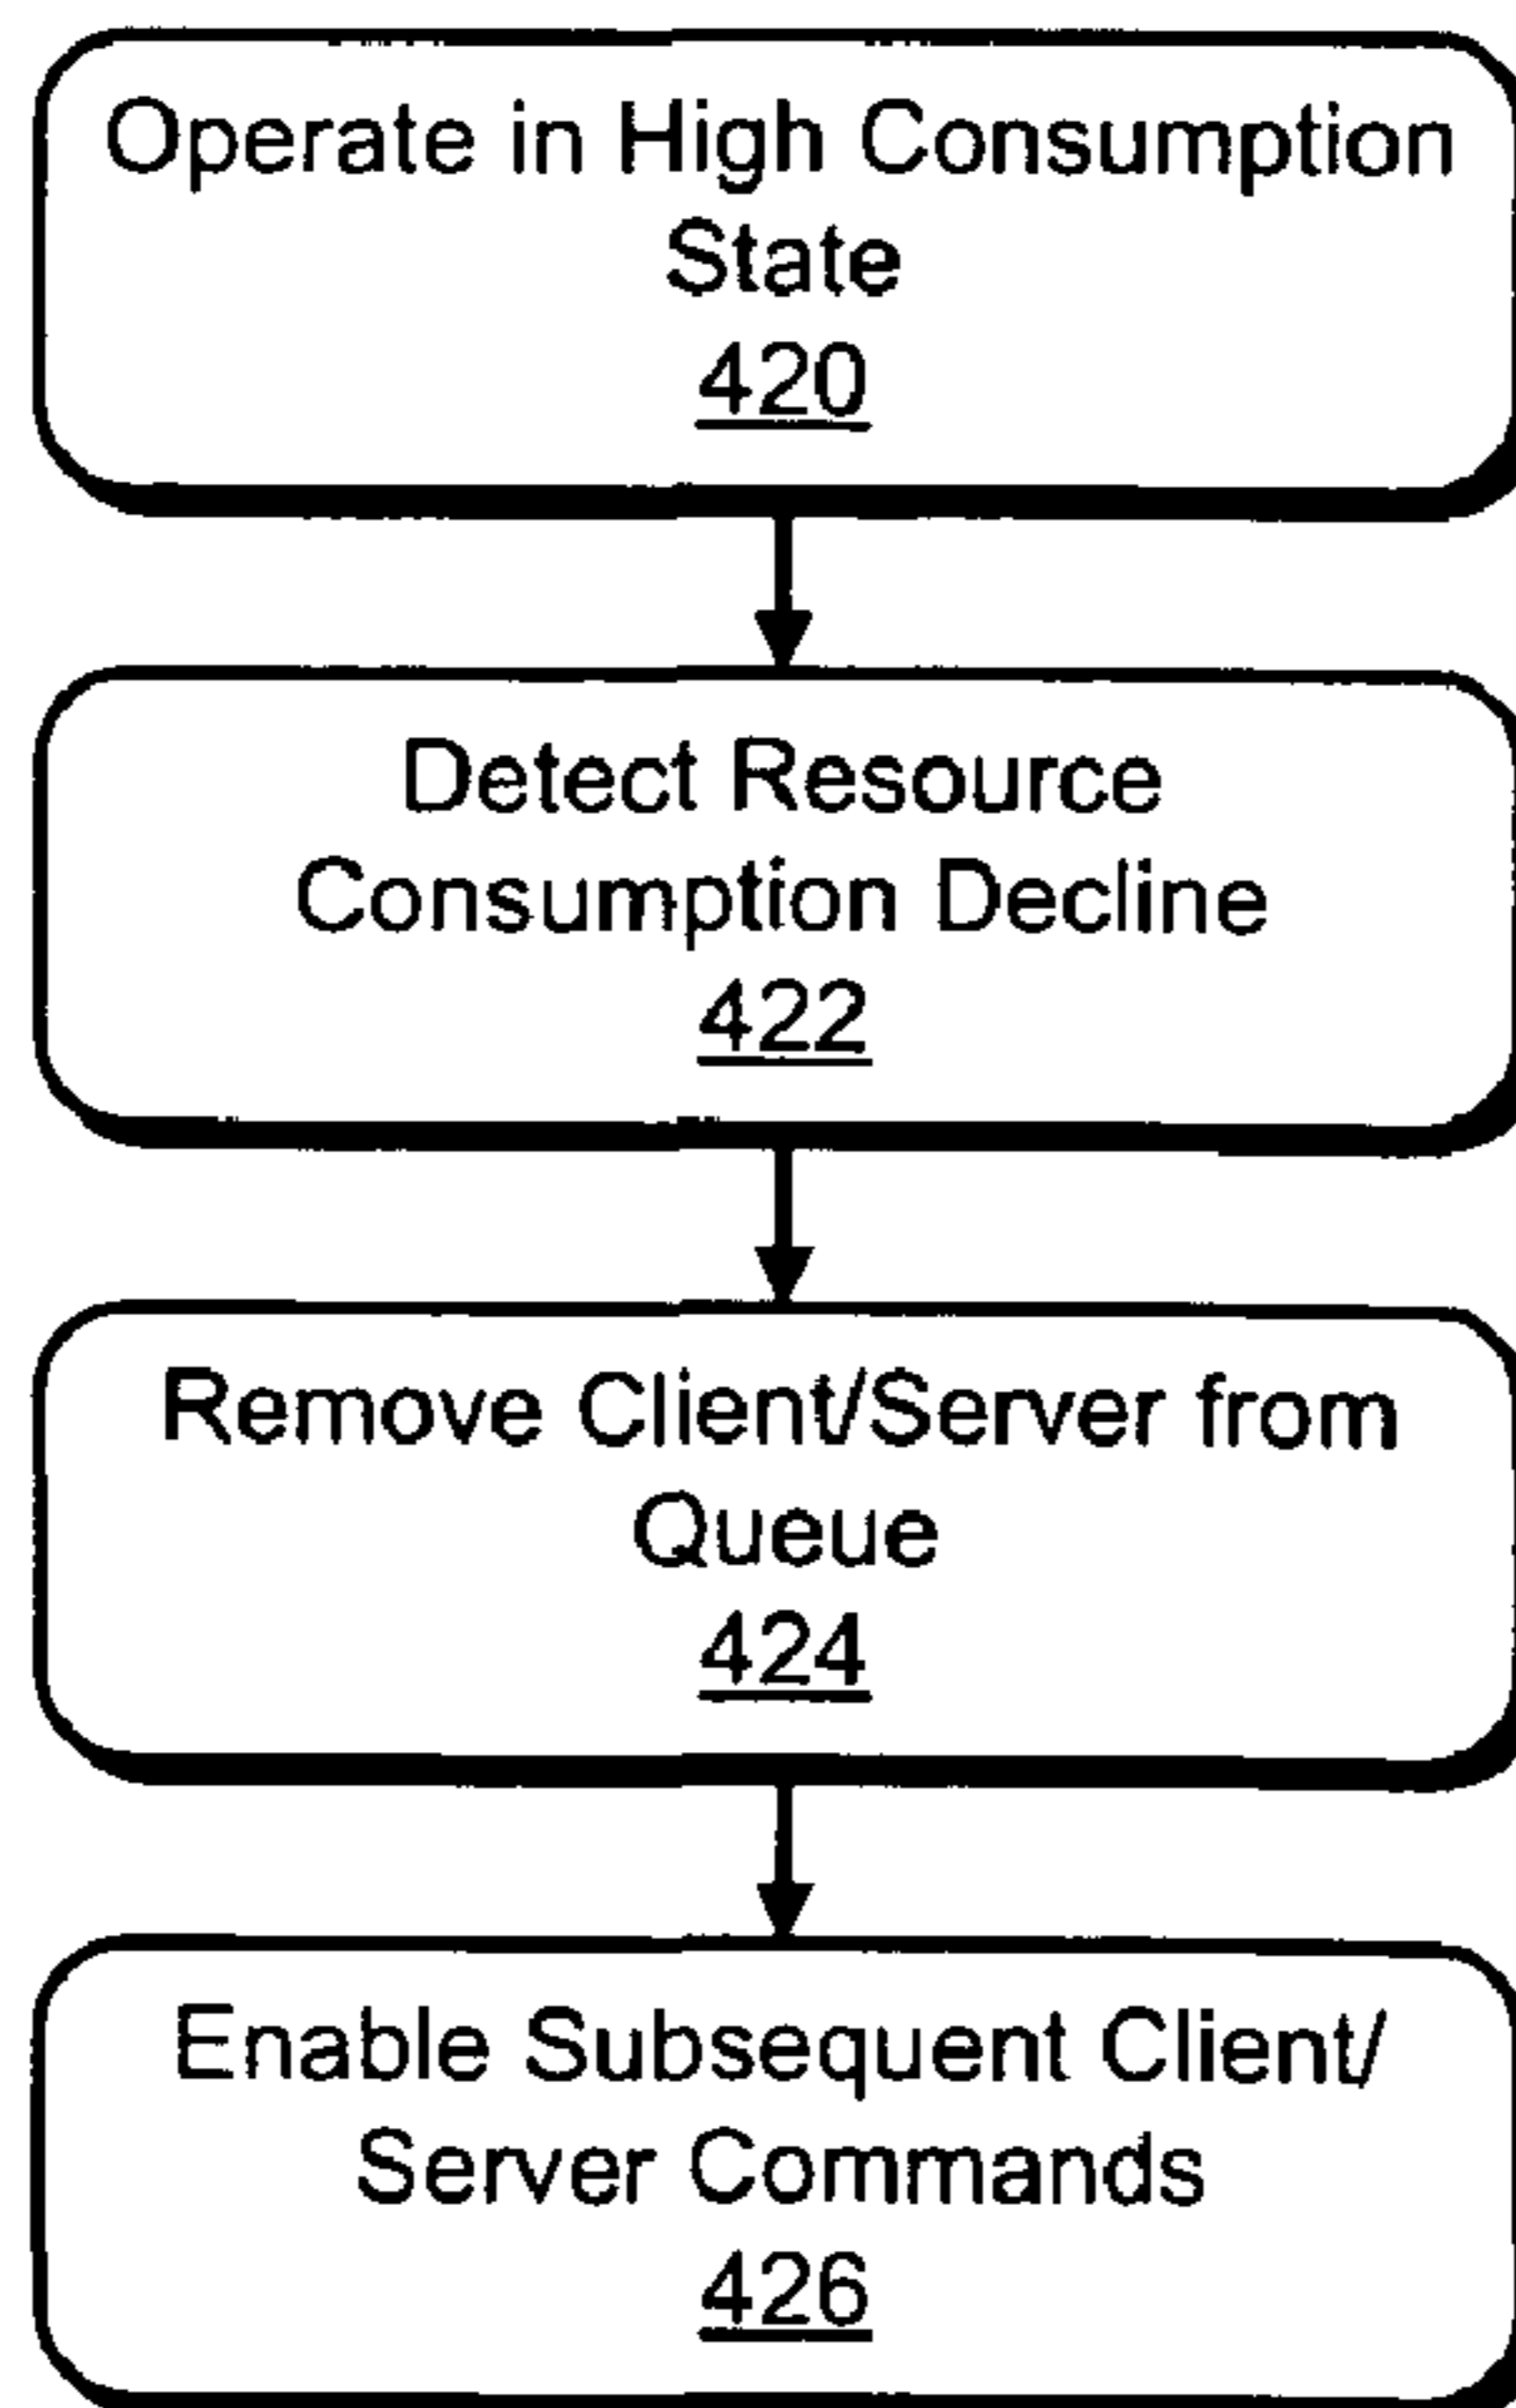 Operate in High Consumption
State
420
Detect Resource
Consumption Decline
422
Remove Client/Server from
Queue
424
Enable Subsequent Client/
Server Commands
426